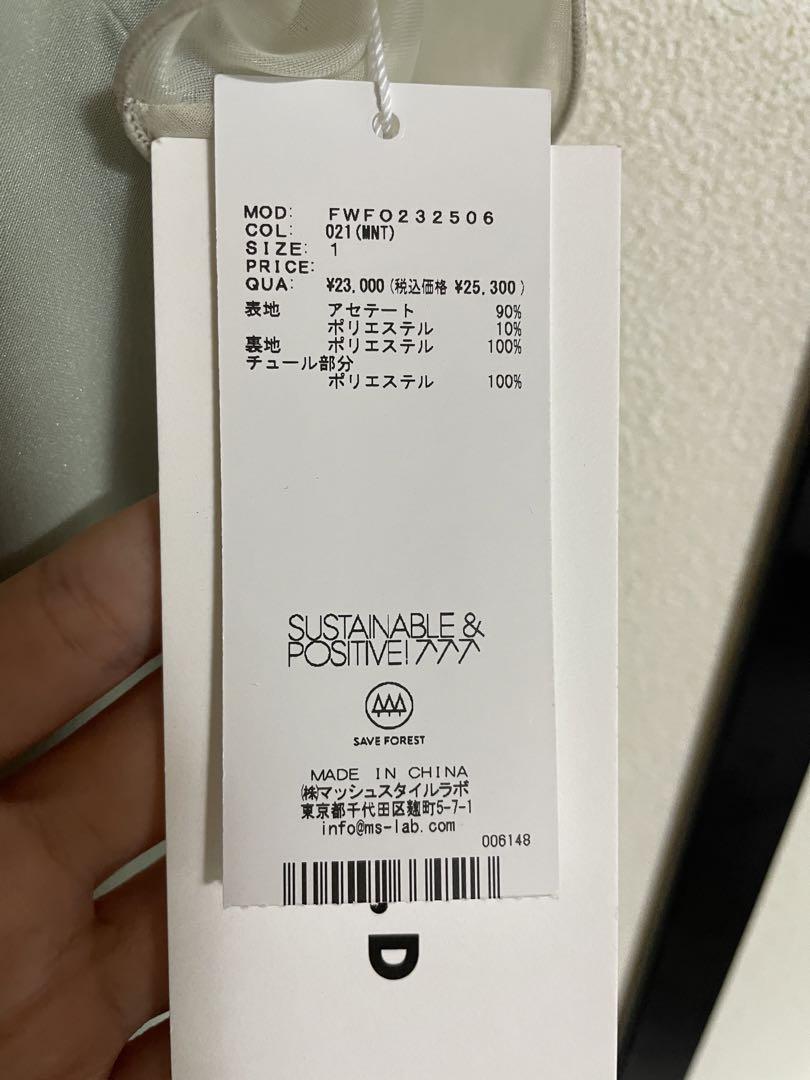 MOD: FWFO232506
COL: 021(MNT)
SIZE: 1
PRICE:
QUA: ¥23,000(税込価格 ¥25,300)
表地 アセテート 90%
ポリエステル 10%
裏地 ポリエステル 100%
チュール部分
ポリエステル 100%
SUSTAINABLE &
POSITIVE!
SAVE FOREST
MADE IN CHINA
㈱マッシュスタイルラボ
東京都千代田区麹町5-7-1
info@ms-lab.com
006148
D